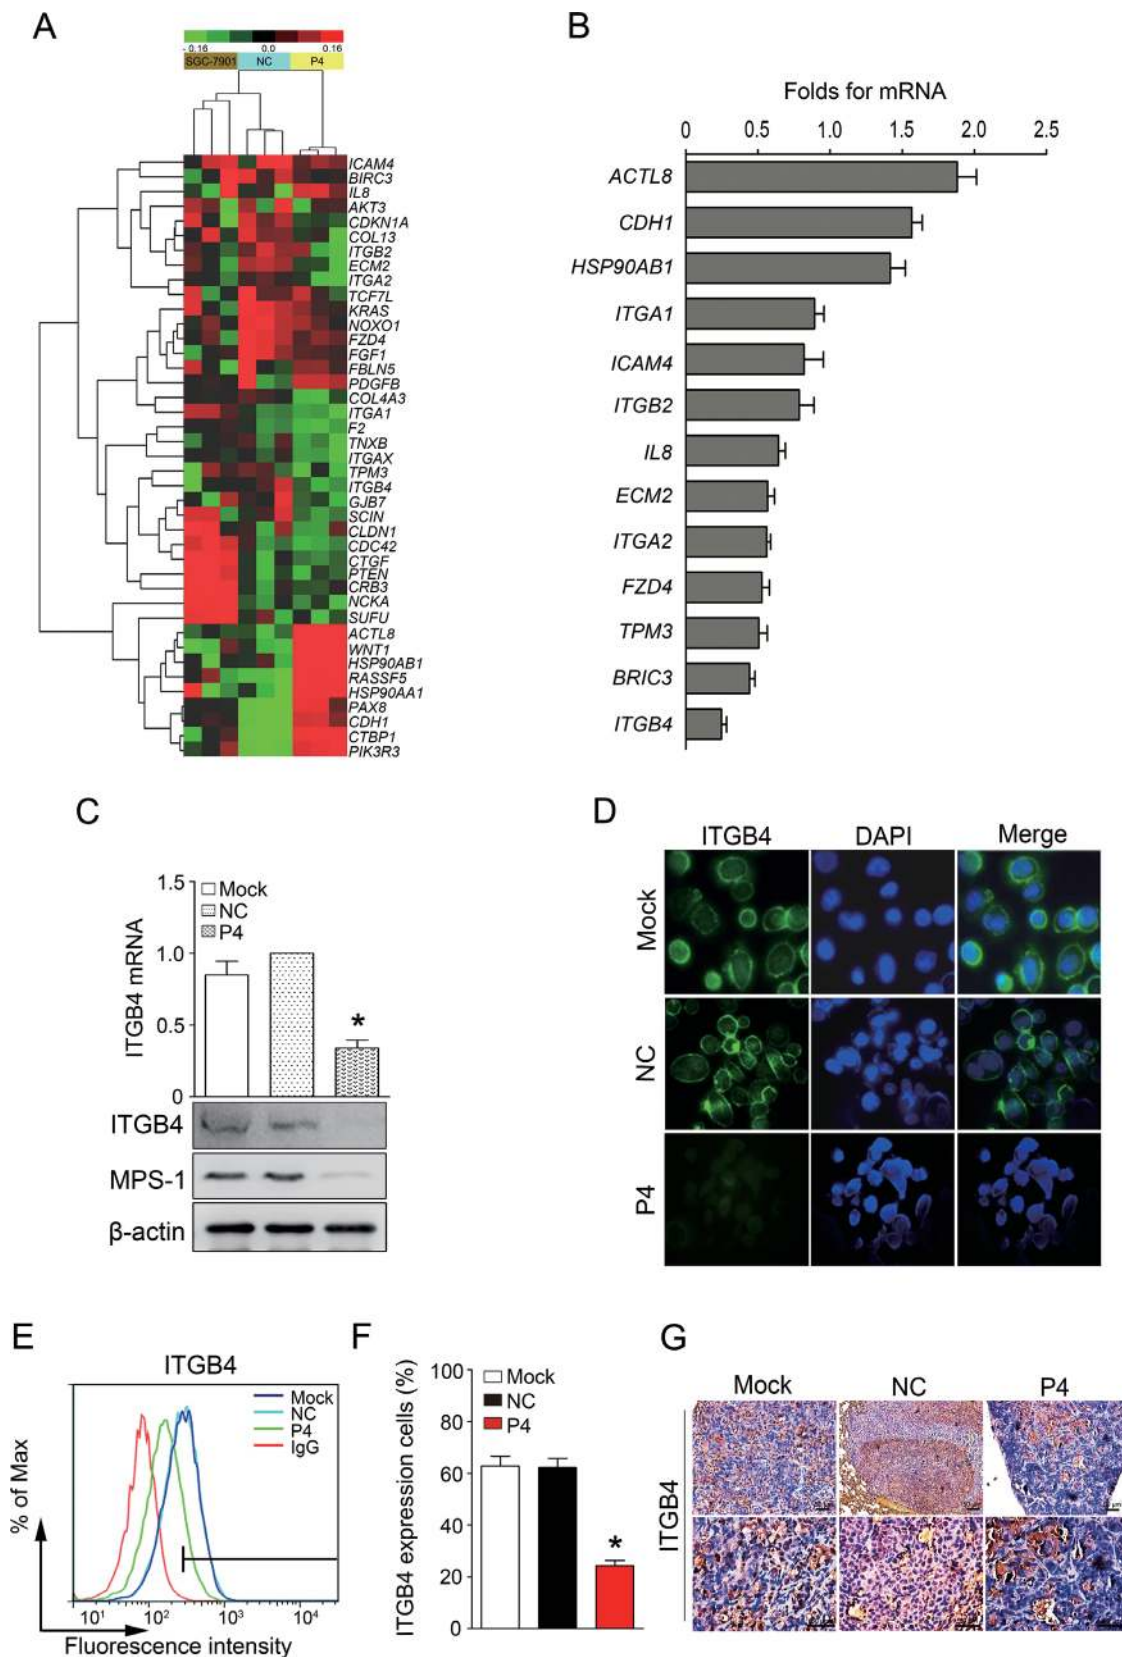 A
- 0.16 0.0 0.16
SGC-7901 NC P4
ICAM4
BIRC3
IL8
AKT3
CDKN1A
COL13
ITGB2
ECM2
ITGA2
TCF7L
KRAS
NOXO1
FZD4
FGF1
FBLN5
PDGFB
COL4A3
ITGA1
F2
TNXB
ITGAX
TPM3
ITGB4
GJB7
SCIN
CLDN1
CDC42
CTGF
PTEN
CRB3
NCKA
SUFU
ACTL8
WNT1
HSP90AB1
RASSF5
HSP90AA1
PAX8
CDH1
CTBP1
PIK3R3
B
Folds for mRNA
0 0.5 1.0 1.5 2.0 2.5
ACTL8
CDH1
HSP90AB1
ITGA1
ICAM4
ITGB2
IL8
ECM2
ITGA2
FZD4
TPM3
BRIC3
ITGB4
C
ITGB4 mRNA
1.5
1.0
0.5
0
Mock
NC
P4
*
ITGB4
MPS-1
β-actin
D
ITGB4 DAPI Merge
Mock
NC
P4
E
ITGB4
Mock
NC
P4
IgG
% of Max
10¹ 10² 10³ 10⁴
Fluorescence intensity
F
ITGB4 expression cells (%)
100
80
60
40
20
0
Mock
NC
P4
*
G
Mock NC P4
ITGB4